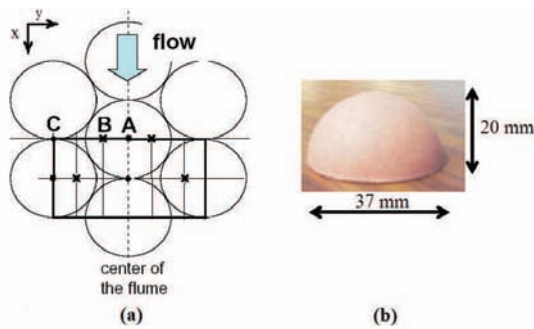 y
x
flow
C
B
A
20 mm
37 mm
center of
the flume
(a)
(b)